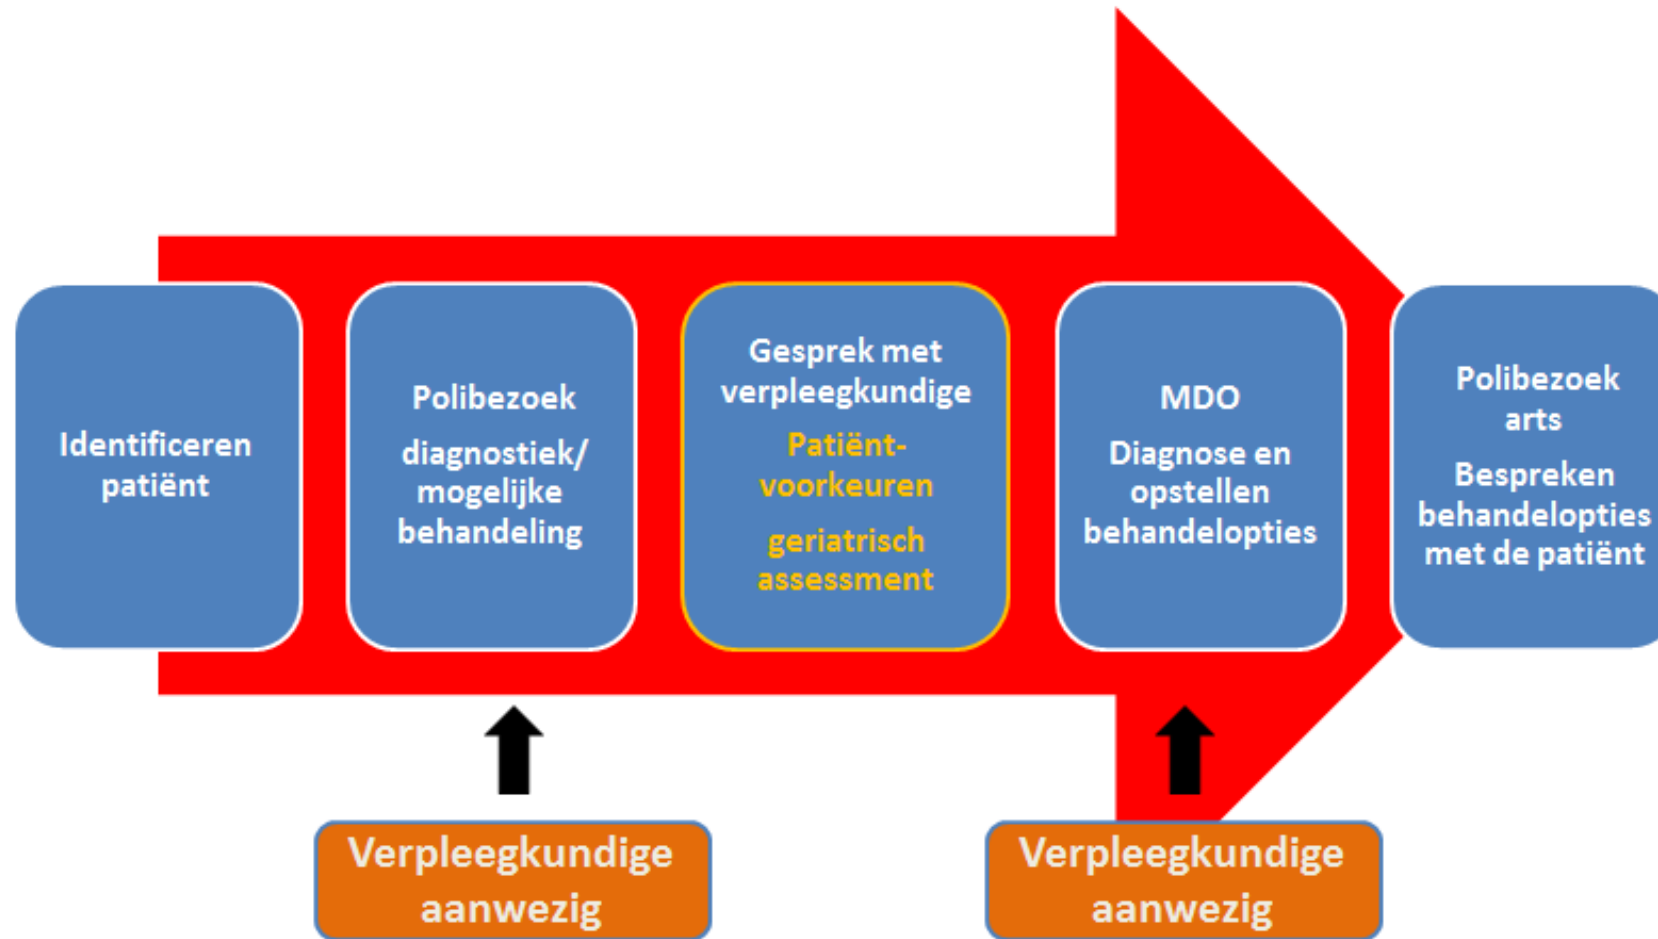 Identificeren
patiënt
Polibezoek
diagnostiek/
mogelijke
behandeling
Gesprek met
verpleegkundige
Patiënt-
voorkeuren
geriatrisch
assessment
MDO
Diagnose en
opstellen
behandelopties
Polibezoek
arts
Bespreken
behandelopties
met de patiënt
Verpleegkundige
aanwezig
Verpleegkundige
aanwezig